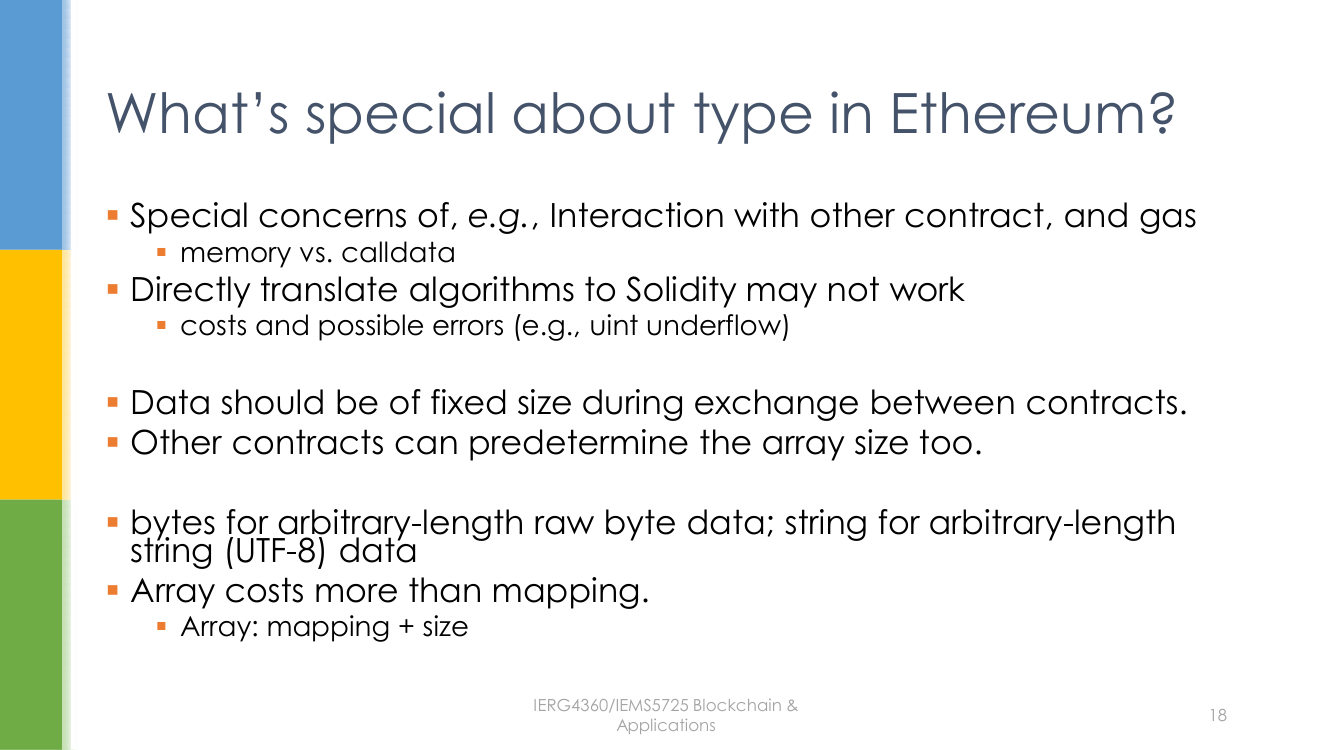 What’s special about type in Ethereum?
▪ Special concerns of, e.g., Interaction with other contract, and gas
▪ memory vs. calldata
▪ Directly translate algorithms to Solidity may not work
▪ costs and possible errors (e.g., uint underflow)
▪ Data should be of fixed size during exchange between contracts.
▪ Other contracts can predetermine the array size too.
▪ bytes for arbitrary-length raw byte data; string for arbitrary-length
string (UTF-8) data
▪ Array costs more than mapping.
▪ Array: mapping + size
IERG4360/IEMS5725 Blockchain &
Applications
18